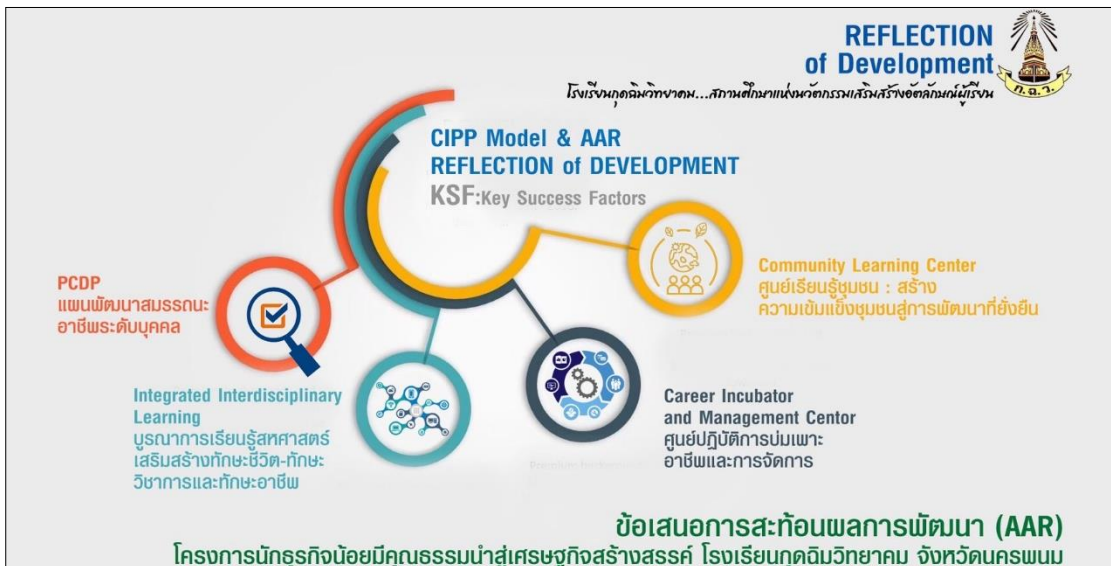 REFLECTION
of Development
โรงเรียนกุดฉิมวิทยาคม...สถานศึกษาแห่งนวัตกรรมเสริมสร้างอัตลักษณ์ผู้เรียน
ก.ฉ.ว.
CIPP Model & AAR
REFLECTION of DEVELOPMENT
KSF:Key Success Factors
PCDP
แผนพัฒนาสมรรถนะ
อาชีพระดับบุคคล
Community Learning Center
ศูนย์เรียนรู้ชุมชน : สร้าง
ความเข้มแข็งชุมชนสู่การพัฒนาที่ยั่งยืน
Integrated Interdisciplinary
Learning
บูรณาการเรียนรู้สหศาสตร์
เสริมสร้างทักษะชีวิต-ทักษะ
วิชาการและทักษะอาชีพ
Career Incubator
and Management Centor
ศูนย์ปฏิบัติการบ่มเพาะ
อาชีพและการจัดการ
ข้อเสนอการสะท้อนผลการพัฒนา (AAR)
โครงการนักธุรกิจน้อยมีคุณธรรมนำสู่เศรษฐกิจสร้างสรรค์ โรงเรียนกุดฉิมวิทยาคม จังหวัดนครพนม